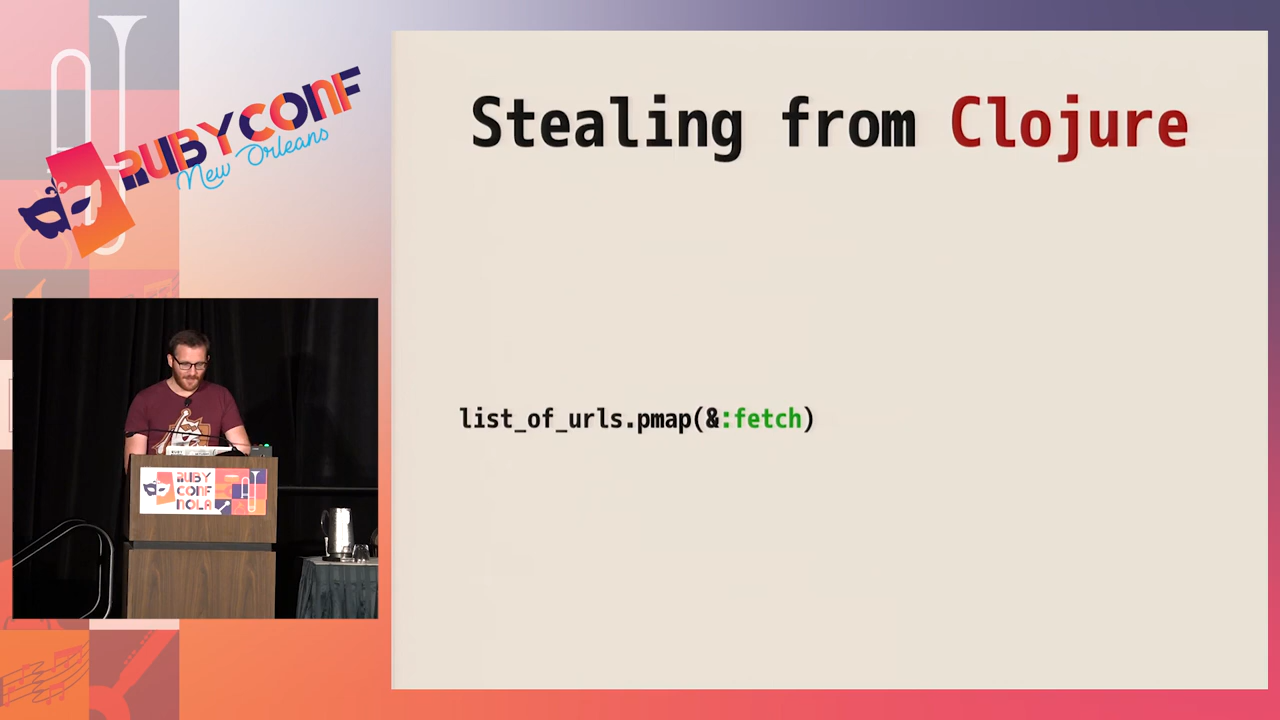 RUBYCONF
New Orleans
Stealing from Clojure
list_of_urls.pmap(&:fetch)
RUBY
CONF
NOLA